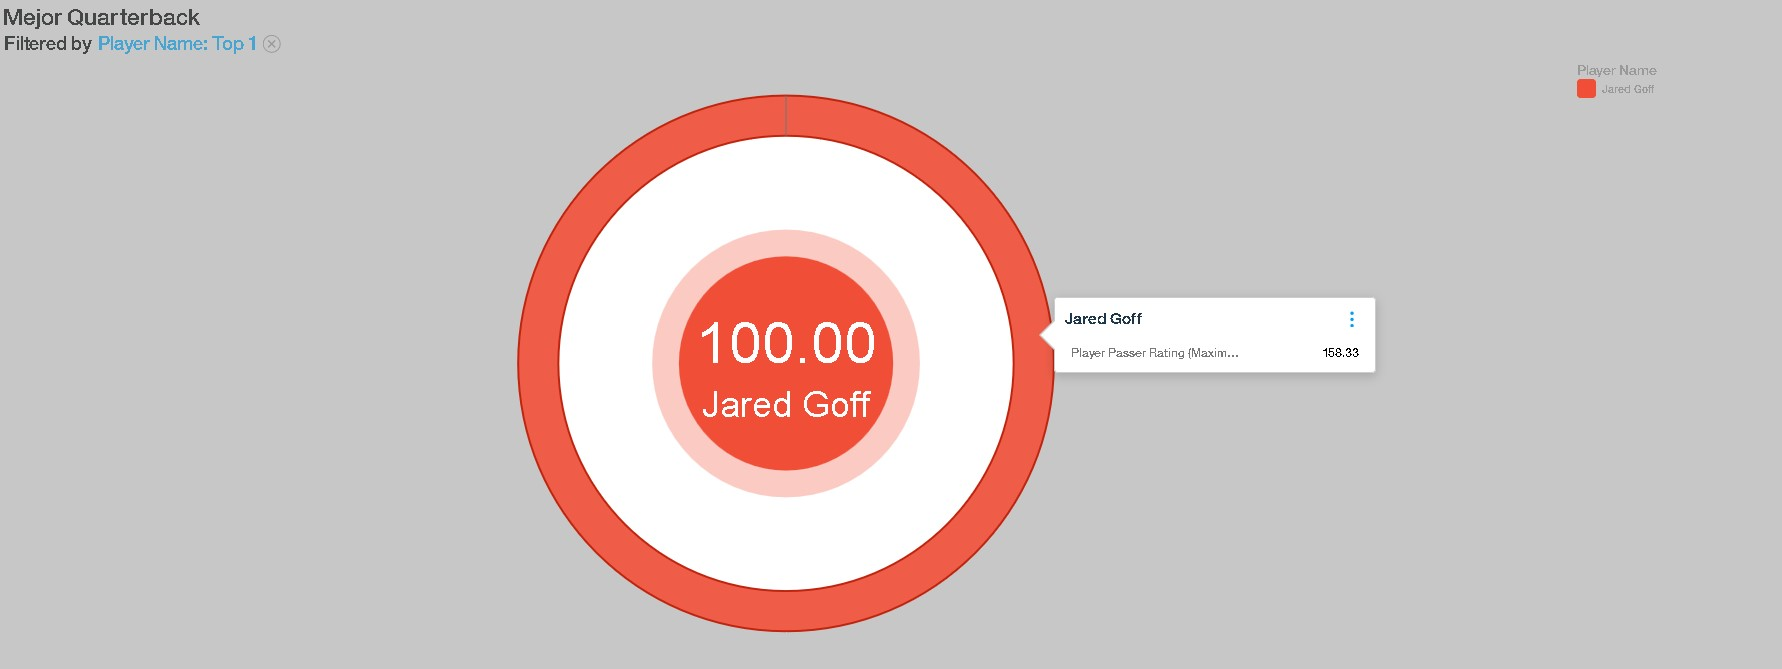 Mejor Quarterback
Filtered by Player Name: Top 1
Player Name
Jared Goff
100.00
Jared Goff
Jared Goff
Player Passer Rating (Maxim... 158.33